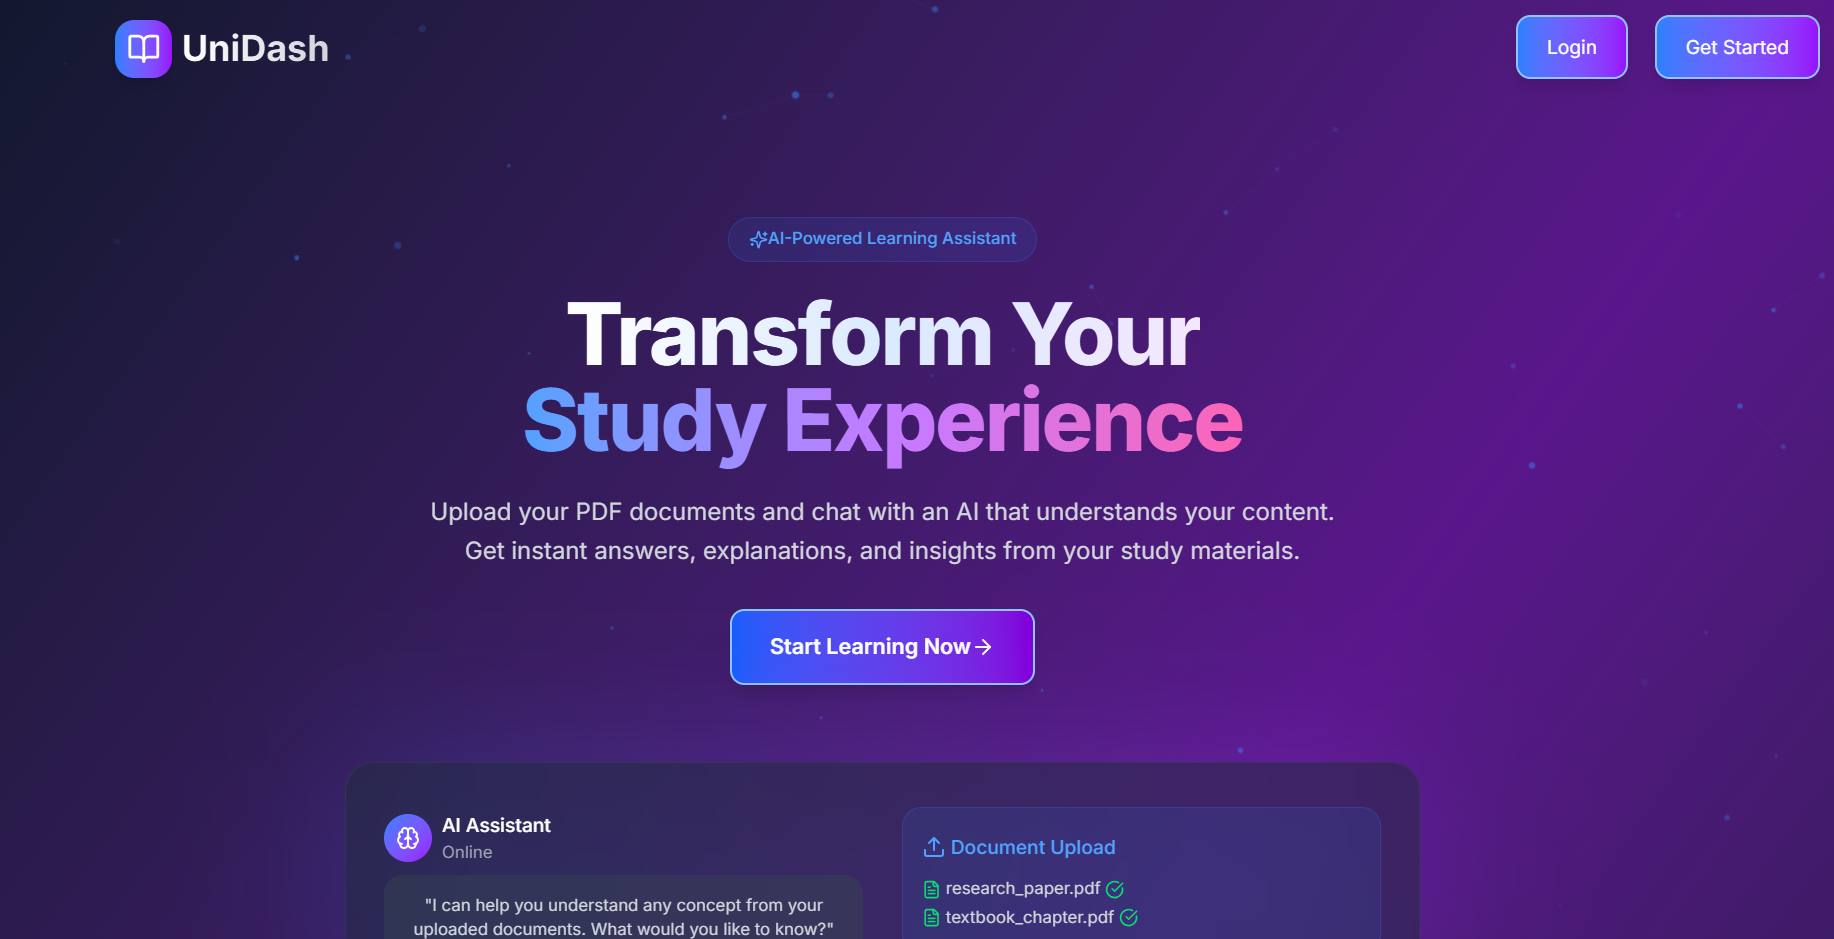 UniDash
Login
Get Started
AI-Powered Learning Assistant
Transform Your
Study Experience
Upload your PDF documents and chat with an AI that understands your content.
Get instant answers, explanations, and insights from your study materials.
Start Learning Now
AI Assistant
Online
"I can help you understand any concept from your
uploaded documents. What would you like to know?"
Document Upload
research_paper.pdf
textbook_chapter.pdf